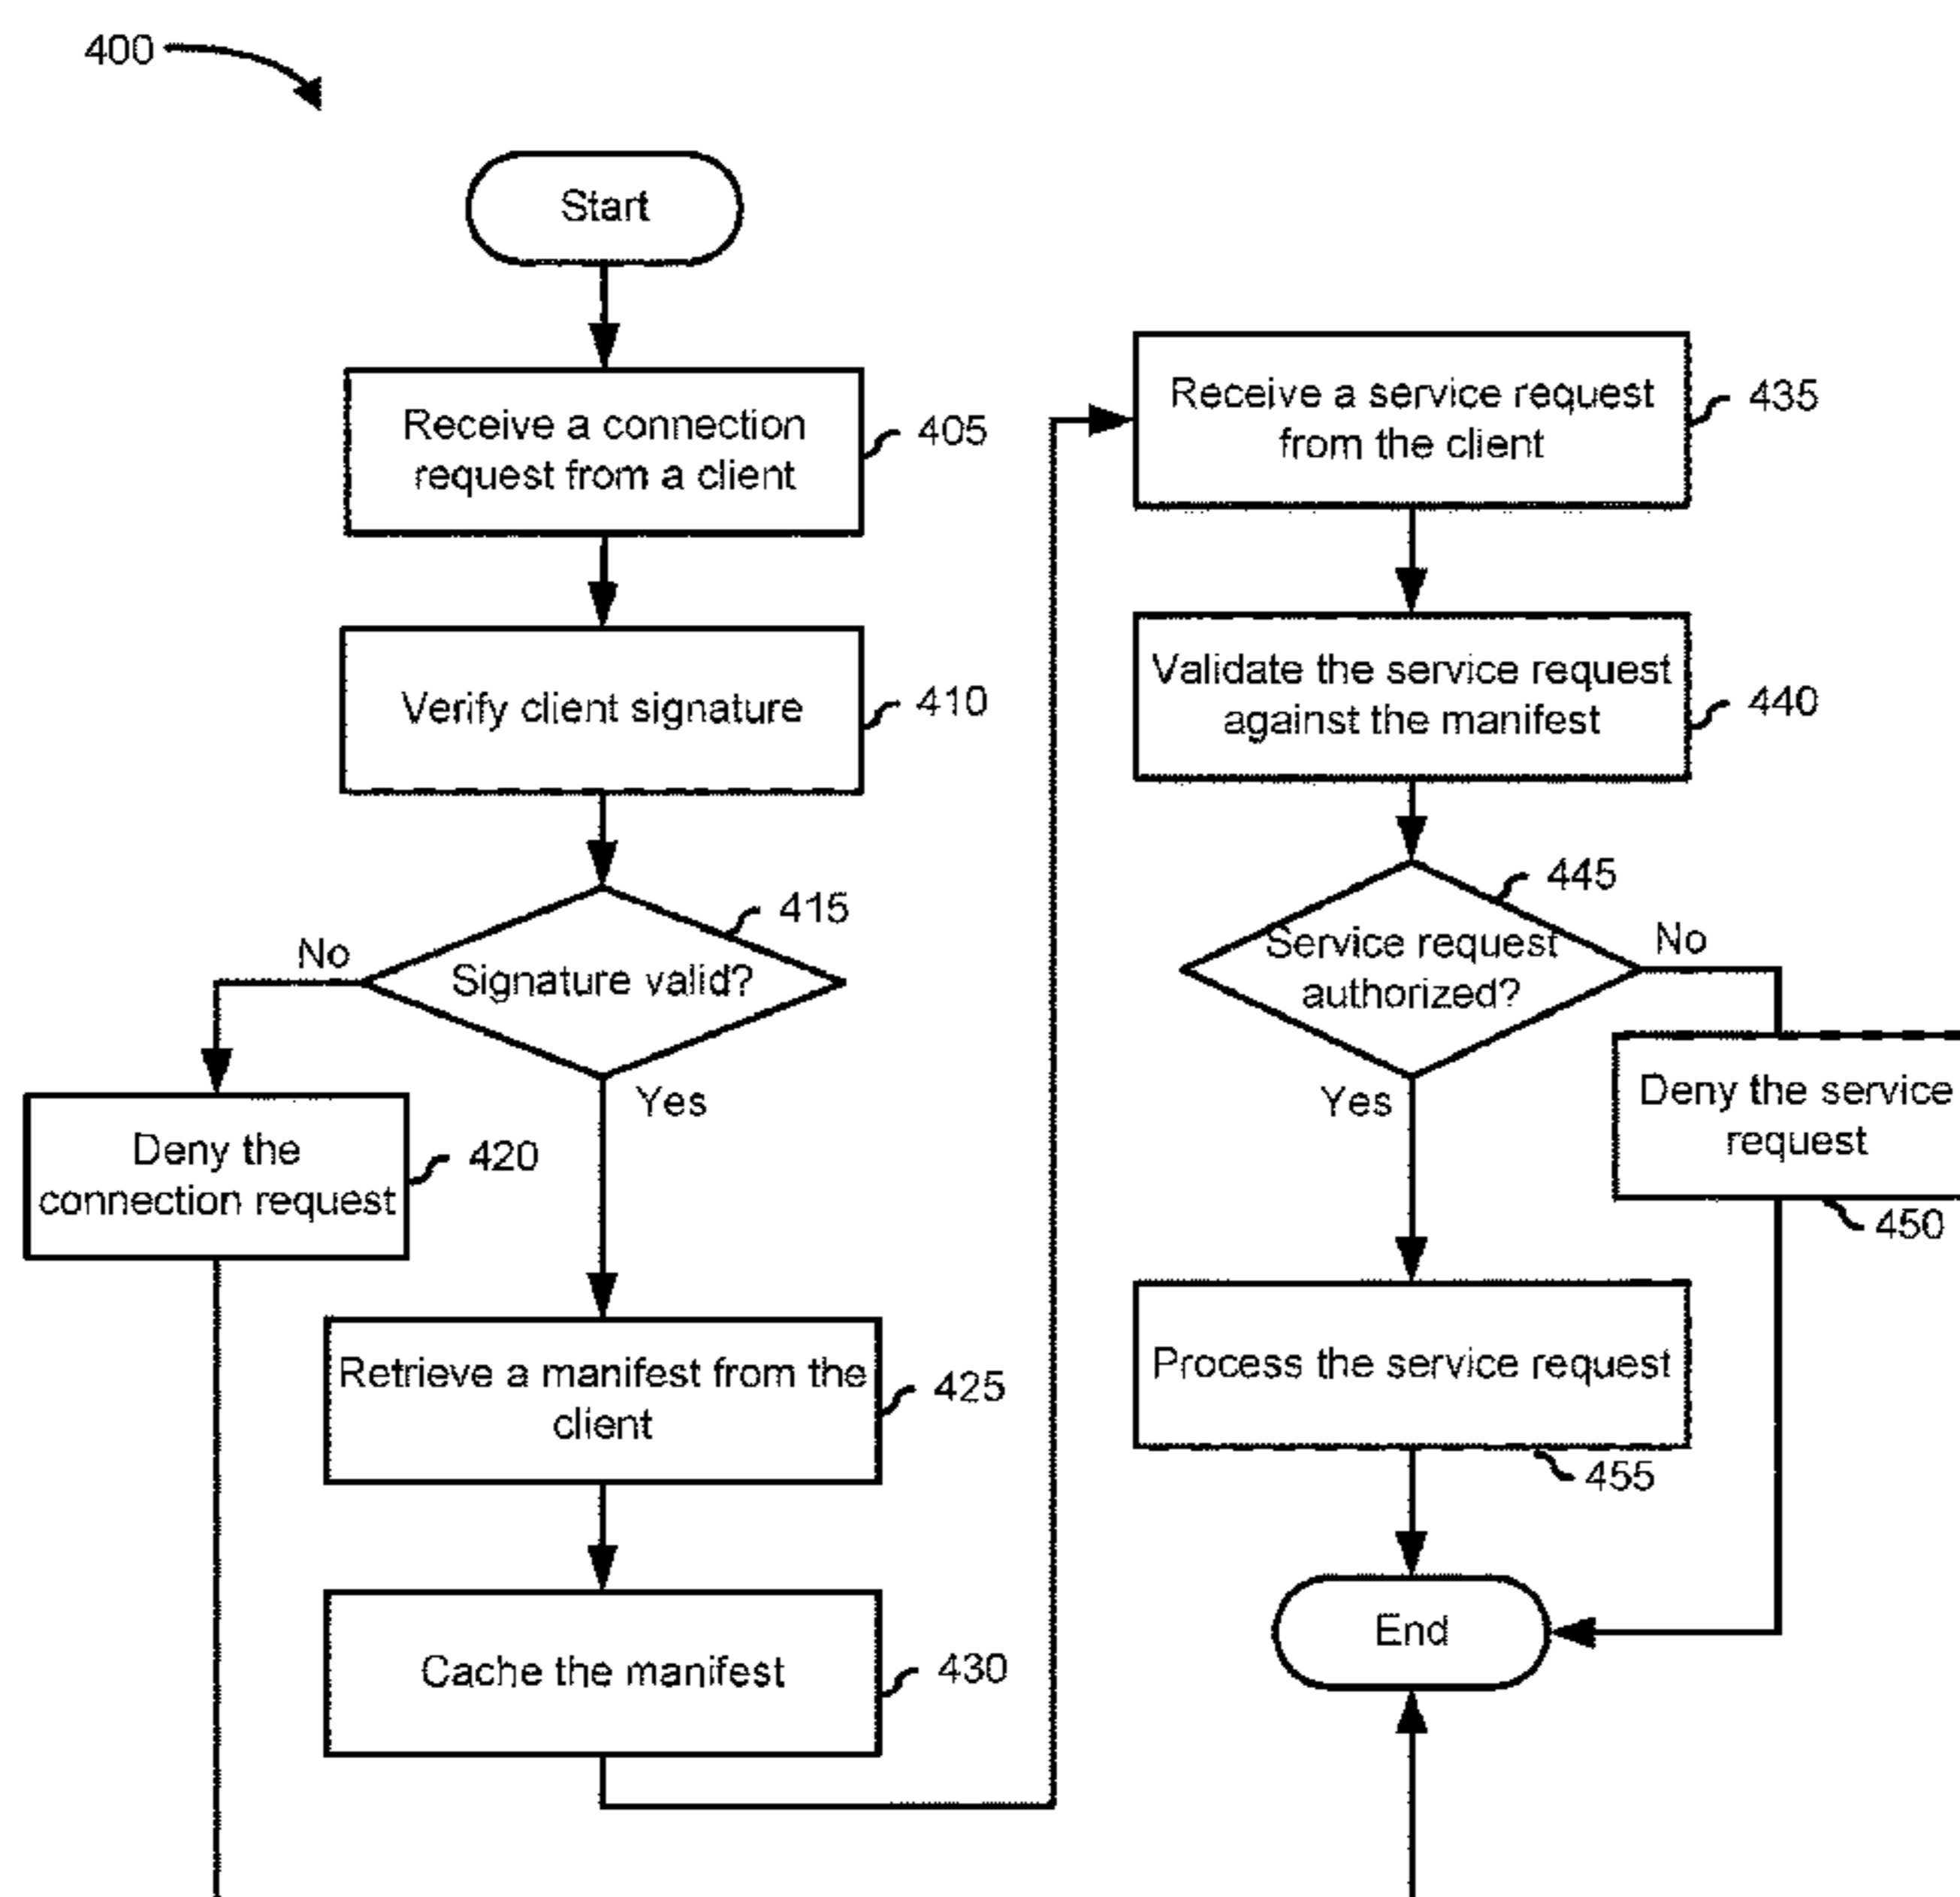 400
Start
Receive a connection
request from a client
405
Verify client signature
410
415
No
Signature valid?
Yes
Deny the
connection request
420
Retrieve a manifest from the
client
425
Cache the manifest
430
Receive a service request
from the client
435
Validate the service request
against the manifest
440
445
Service request
authorized?
No
Yes
Deny the service
request
450
Process the service request
455
End